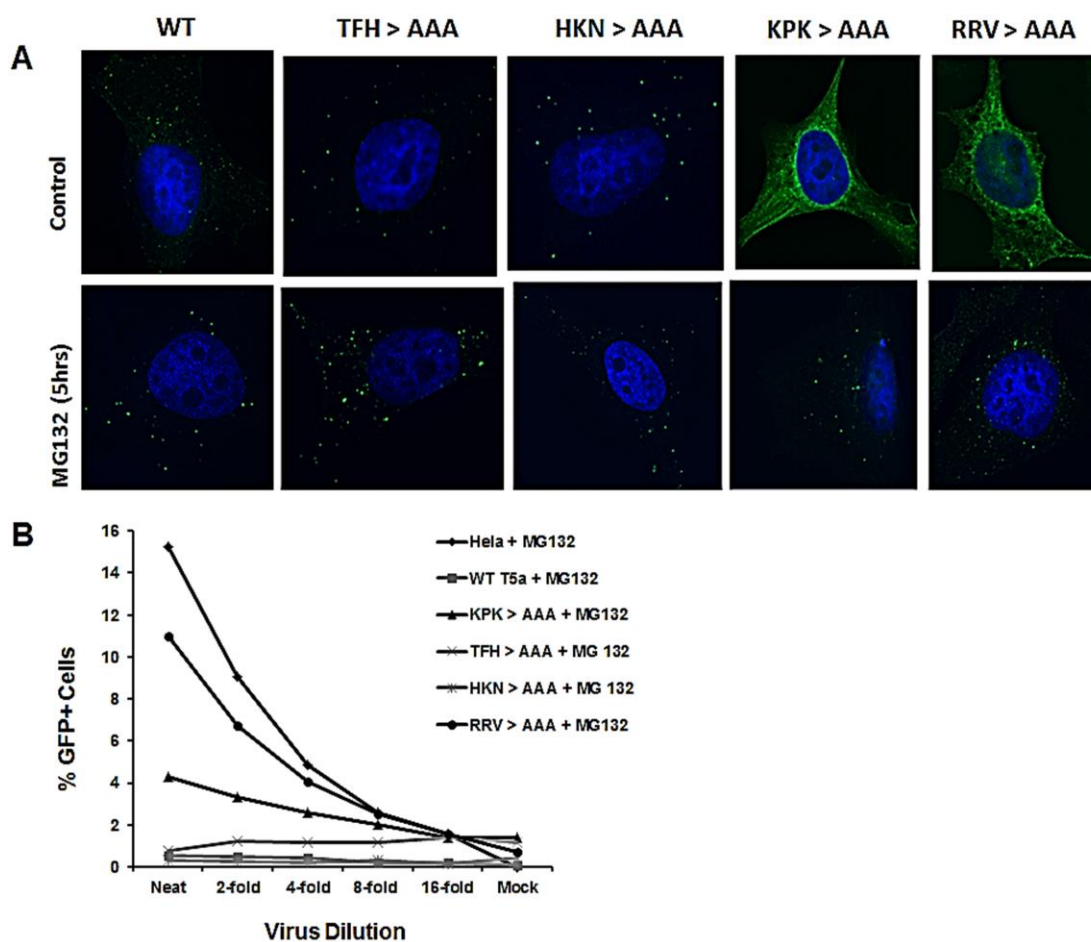 WT
TFH > AAA
HKN > AAA
KPK > AAA
RRV > AAA
A
Control
MG132 (5hrs)
B
% GFP+ Cells
16
14
12
10
8
6
4
2
0
Neat
2-fold
4-fold
8-fold
16-fold
Mock
Virus Dilution
Hela + MG132
WT T5a + MG132
KPK > AAA + MG132
TFH > AAA + MG 132
HKN > AAA + MG 132
RRV > AAA + MG132